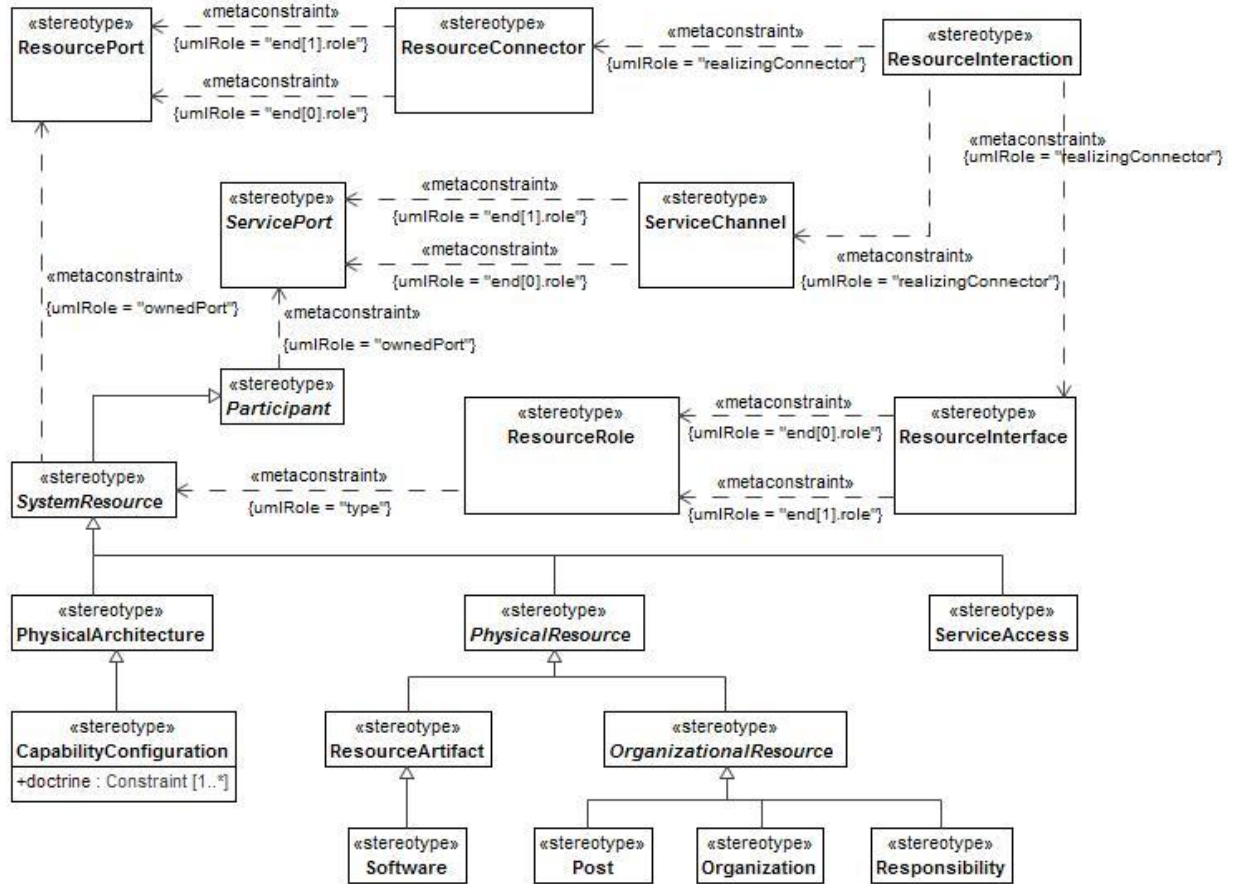 «stereotype»
ResourcePort
«metaconstraint»
{umlRole = "end[1].role"}
«metaconstraint»
{umlRole = "end[0].role"}
«stereotype»
ResourceConnector
«metaconstraint»
{umlRole = "realizingConnector"}
«stereotype»
ResourceInteraction
«metaconstraint»
{umlRole = "realizingConnector"}
«stereotype»
ServicePort
«metaconstraint»
{umlRole = "end[1].role"}
«metaconstraint»
{umlRole = "end[0].role"}
«stereotype»
ServiceChannel
«metaconstraint»
{umlRole = "realizingConnector"}
«metaconstraint»
{umlRole = "ownedPort"}
«metaconstraint»
{umlRole = "ownedPort"}
«stereotype»
Participant
«stereotype»
ResourceRole
«metaconstraint»
{umlRole = "end[0].role"}
«metaconstraint»
{umlRole = "end[1].role"}
«stereotype»
ResourceInterface
«stereotype»
SystemResource
«metaconstraint»
{umlRole = "type"}
«stereotype»
PhysicalArchitecture
«stereotype»
PhysicalResource
«stereotype»
ServiceAccess
«stereotype»
CapabilityConfiguration
+doctrine : Constraint [1..*]
«stereotype»
ResourceArtifact
«stereotype»
OrganizationalResource
«stereotype»
Software
«stereotype»
Post
«stereotype»
Organization
«stereotype»
Responsibility